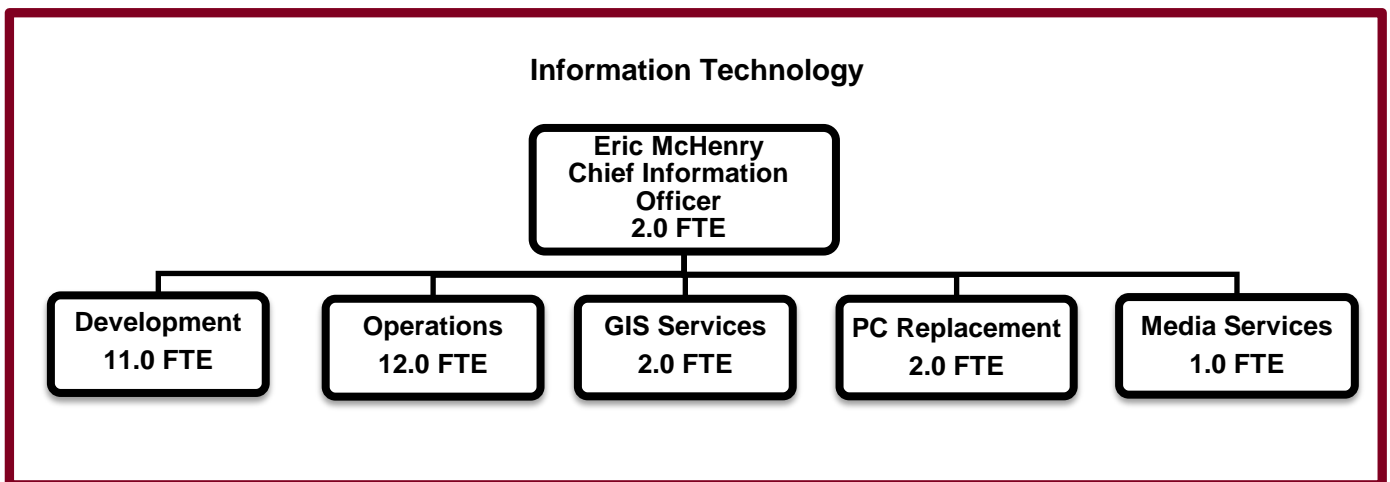 Information Technology
Eric McHenry
Chief Information
Officer
2.0 FTE
Development
11.0 FTE
Operations
12.0 FTE
GIS Services
2.0 FTE
PC Replacement
2.0 FTE
Media Services
1.0 FTE